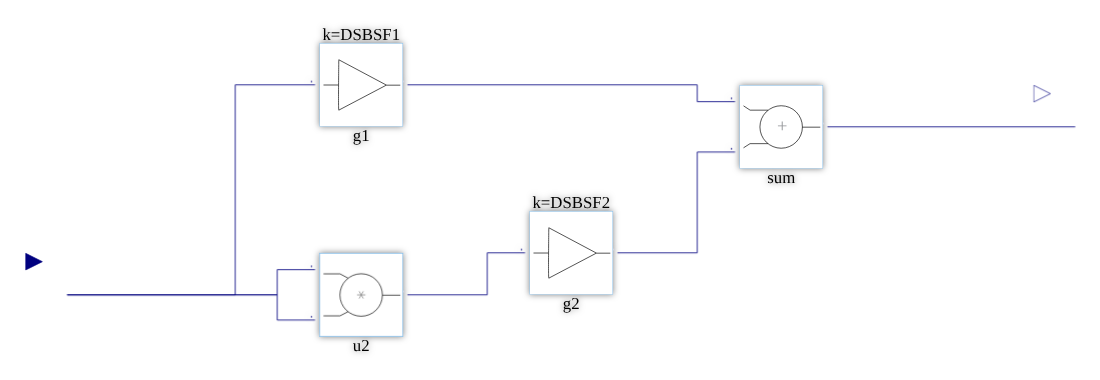 k=DSBSF1
g1
+
sum
k=DSBSF2
g2
*
u2